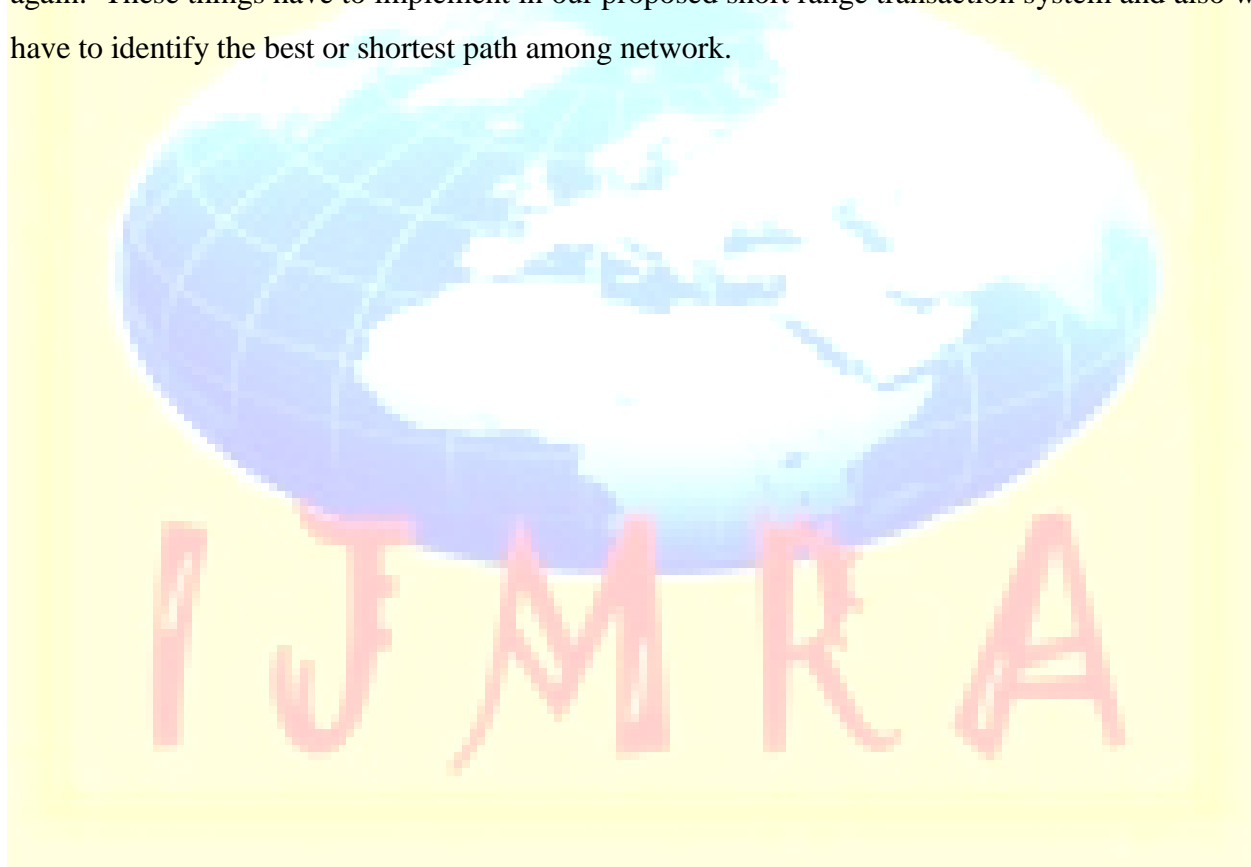 again. These things have to implement in our proposed short range transaction system and also
have to identify the best or shortest path among network.
IJMRA